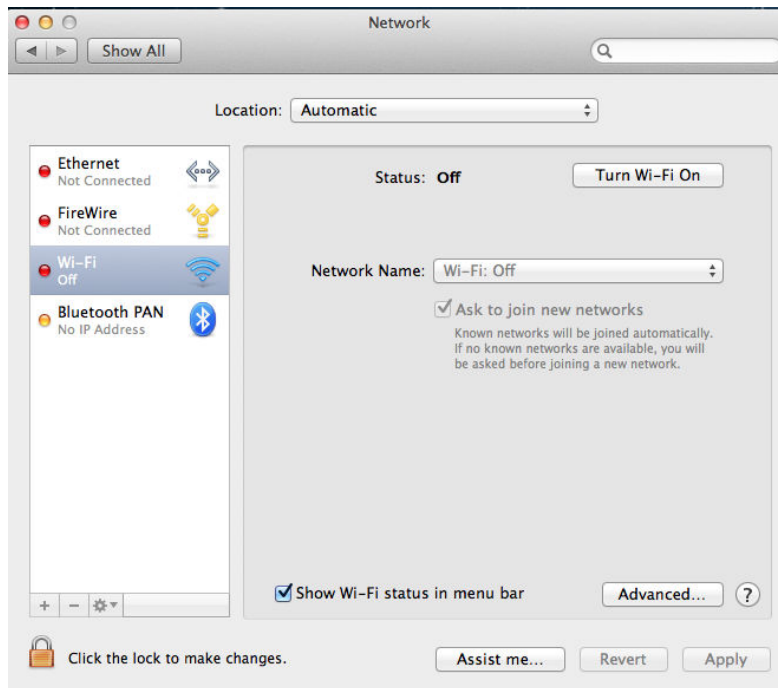 Network
Show All
Location: Automatic
Ethernet
Not Connected
FireWire
Not Connected
Wi-Fi
Off
Bluetooth PAN
No IP Address
Status: Off
Turn Wi-Fi On
Network Name: Wi-Fi: Off
Ask to join new networks
Known networks will be joined automatically.
If no known networks are available, you will
be asked before joining a new network.
Show Wi-Fi status in menu bar
Advanced...
?
Click the lock to make changes.
Assist me...
Revert
Apply